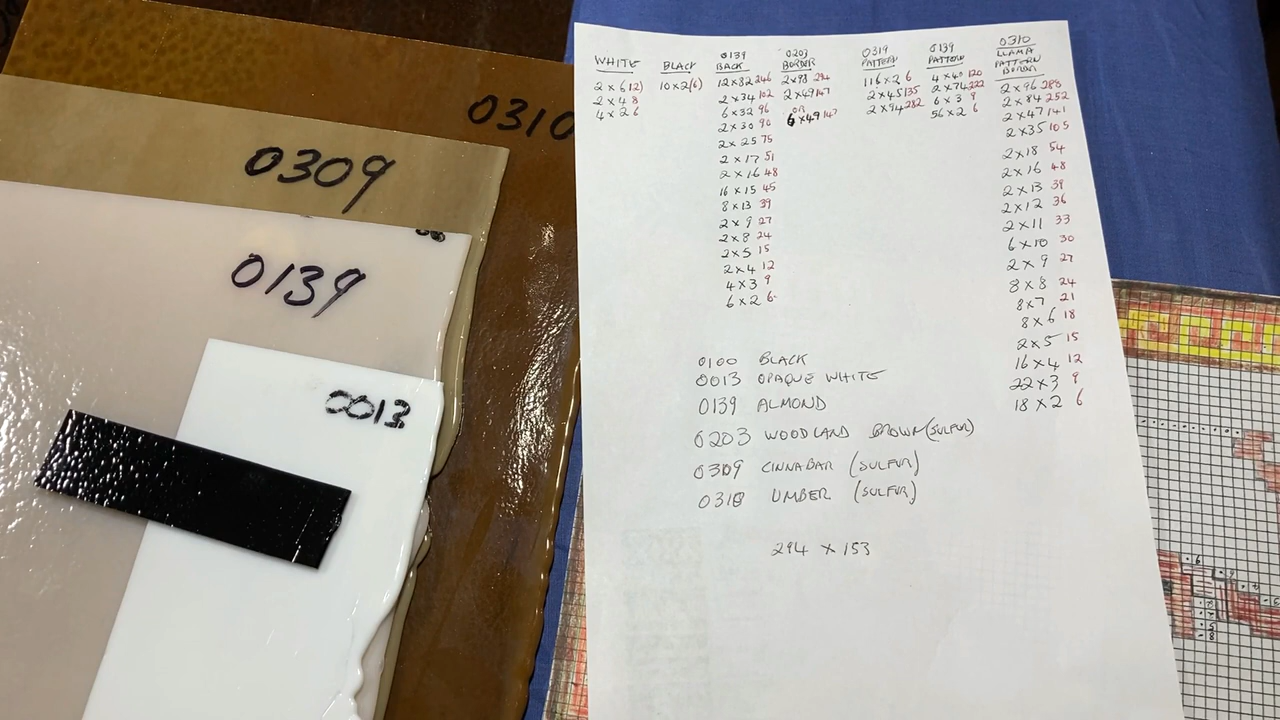 0310
0309
0139
0013
WHITE
2 x 6 12)
2 x 4 8
4 x 2 6
BLACK
10 x 2 (6)
0139
BACK
12 x 82 246
2 x 34 102
6 x 32 96
2 x 30 90
2 x 25 75
2 x 17 51
2 x 16 48
16 x 15 45
8 x 13 39
2 x 9 27
2 x 8 24
2 x 5 15
2 x 4 12
4 x 3 9
6 x 2 6
0203
BORDER
2 x 98 294
2 x 49 147
OR
6 x 49 147
0319
PATTERN
116 x 2 6
2 x 45 135
2 x 94 282
0139
PATTERN
4 x 40 120
2 x 74 222
6 x 3 9
56 x 2 6
0310
LLAMA
PATTERN
BORDER
2 x 96 288
2 x 84 252
2 x 47 141
2 x 35 105
2 x 18 54
2 x 16 48
2 x 13 39
2 x 12 36
2 x 11 33
6 x 10 30
2 x 9 27
8 x 8 24
8 x 7 21
8 x 6 18
2 x 5 15
16 x 4 12
22 x 3 9
18 x 2 6
0100 BLACK
0013 OPAQUE WHITE
0139 ALMOND
0203 WOODLAND BROWN (SULFUR)
0309 CINNABAR (SULFUR)
0310 UMBER (SULFUR)
294 x 153